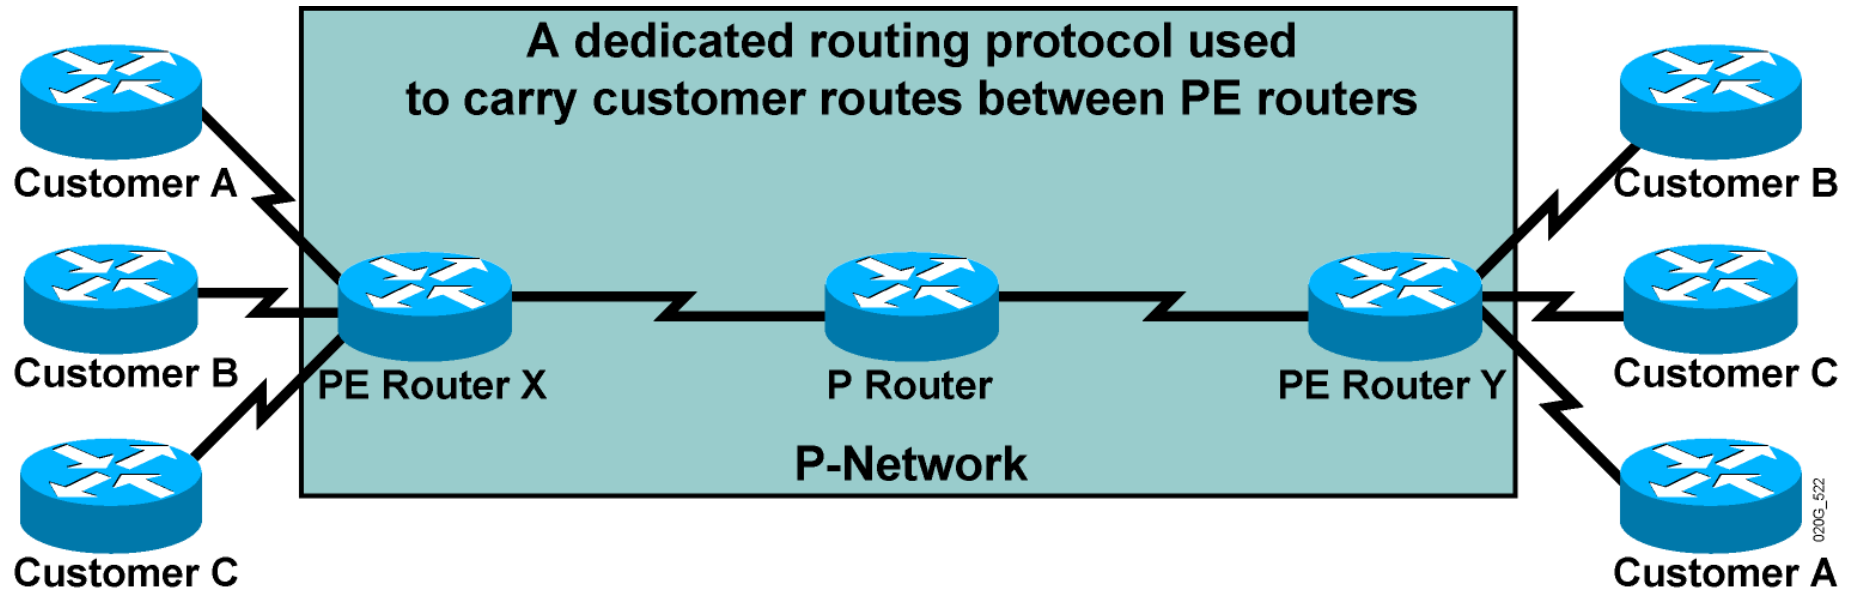 A dedicated routing protocol used
to carry customer routes between PE routers
Customer A
Customer B
Customer B
Customer C
PE Router X
P Router
PE Router Y
P-Network
Customer C
Customer A
020G_522